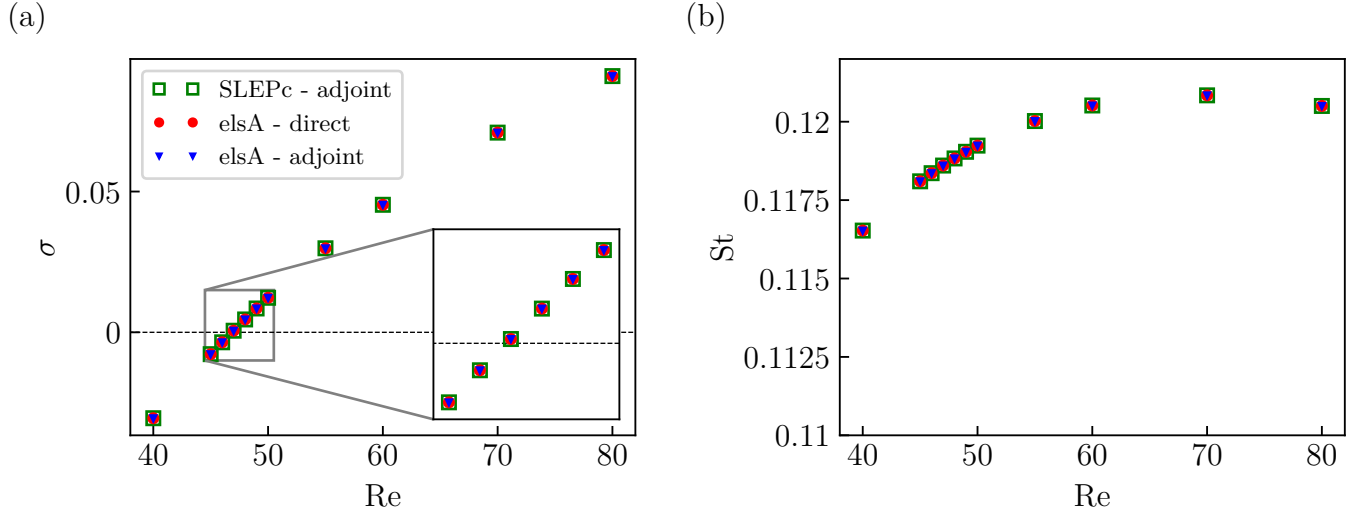 (a)
SLEPc - adjoint
elsA - direct
elsA - adjoint
0.05
0
σ
40 50 60 70 80
Re
(b)
0.12
0.1175
0.115
0.1125
0.11
St
40 50 60 70 80
Re